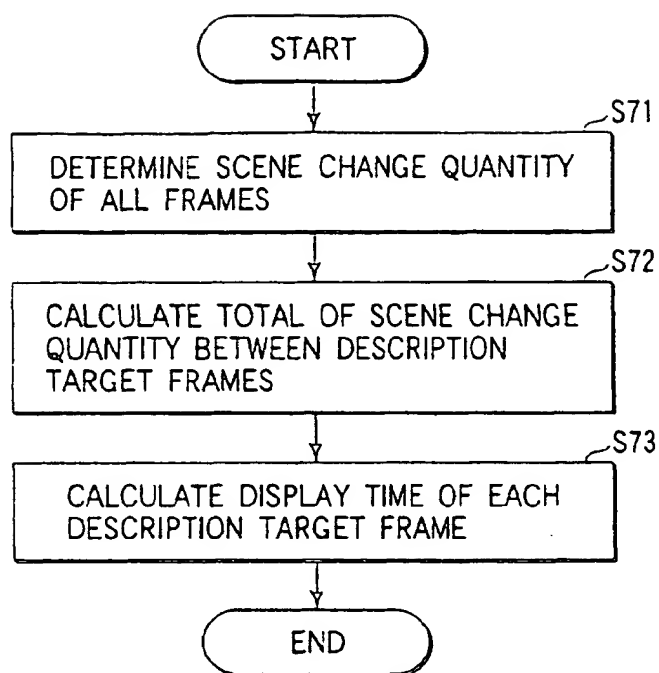 START
S71
DETERMINE SCENE CHANGE QUANTITY
OF ALL FRAMES
S72
CALCULATE TOTAL OF SCENE CHANGE
QUANTITY BETWEEN DESCRIPTION
TARGET FRAMES
S73
CALCULATE DISPLAY TIME OF EACH
DESCRIPTION TARGET FRAME
END